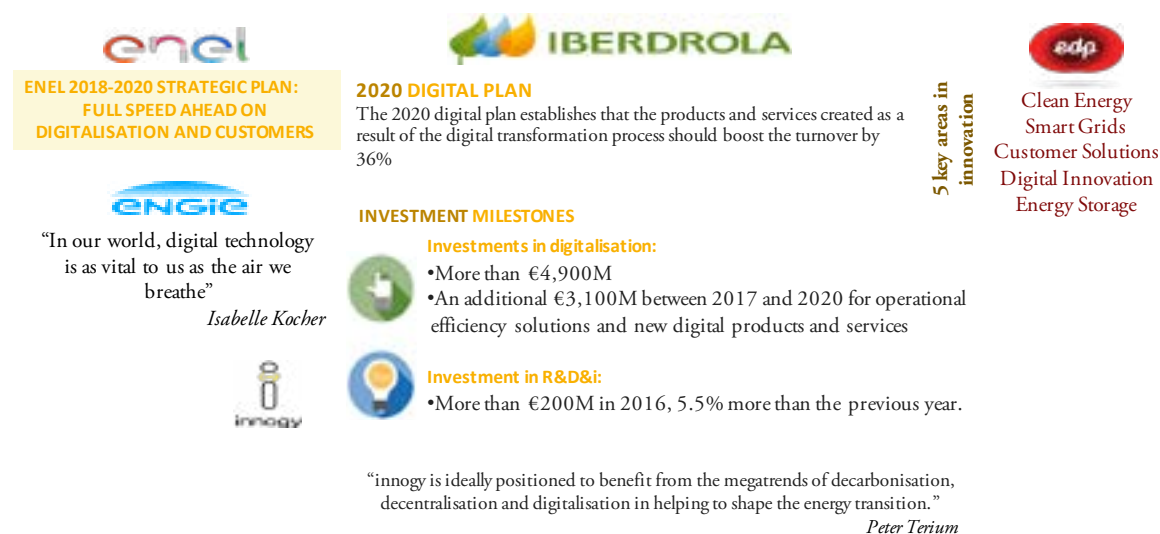 enel
ENEL 2018-2020 STRATEGIC PLAN:
FULL SPEED AHEAD ON
DIGITALISATION AND CUSTOMERS
ENGIE
“In our world, digital technology
is as vital to us as the air we
breathe”
Isabelle Kocher
innogy
IBERDROLA
2020 DIGITAL PLAN
The 2020 digital plan establishes that the products and services created as a
result of the digital transformation process should boost the turnover by
36%
INVESTMENT MILESTONES
Investments in digitalisation:
•More than €4,900M
•An additional €3,100M between 2017 and 2020 for operational
efficiency solutions and new digital products and services
Investment in R&D&i:
•More than €200M in 2016, 5.5% more than the previous year.
“innogy is ideally positioned to benefit from the megatrends of decarbonisation,
decentralisation and digitalisation in helping to shape the energy transition.”
Peter Terium
edp
5 key areas in
innovation
Clean Energy
Smart Grids
Customer Solutions
Digital Innovation
Energy Storage